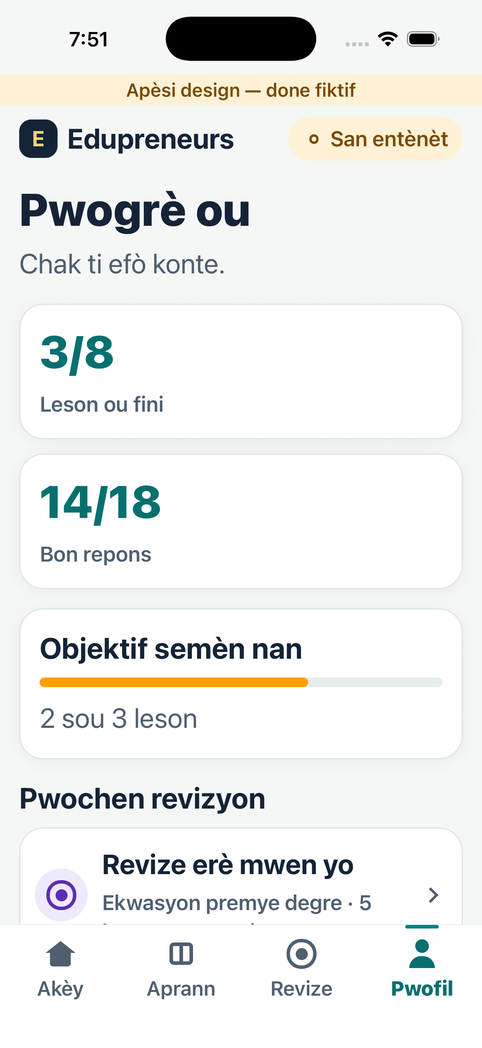 7:51
Apèsi design — done fiktif
E Edupreneurs
San entènèt
Pwogrè ou
Chak ti efò konte.
3/8
Leson ou fini
14/18
Bon repons
Objektif semèn nan
2 sou 3 leson
Pwochen revizyon
Revize erè mwen yo
Ekwasyon premye degre · 5
Akèy
Aprann
Revize
Pwofil